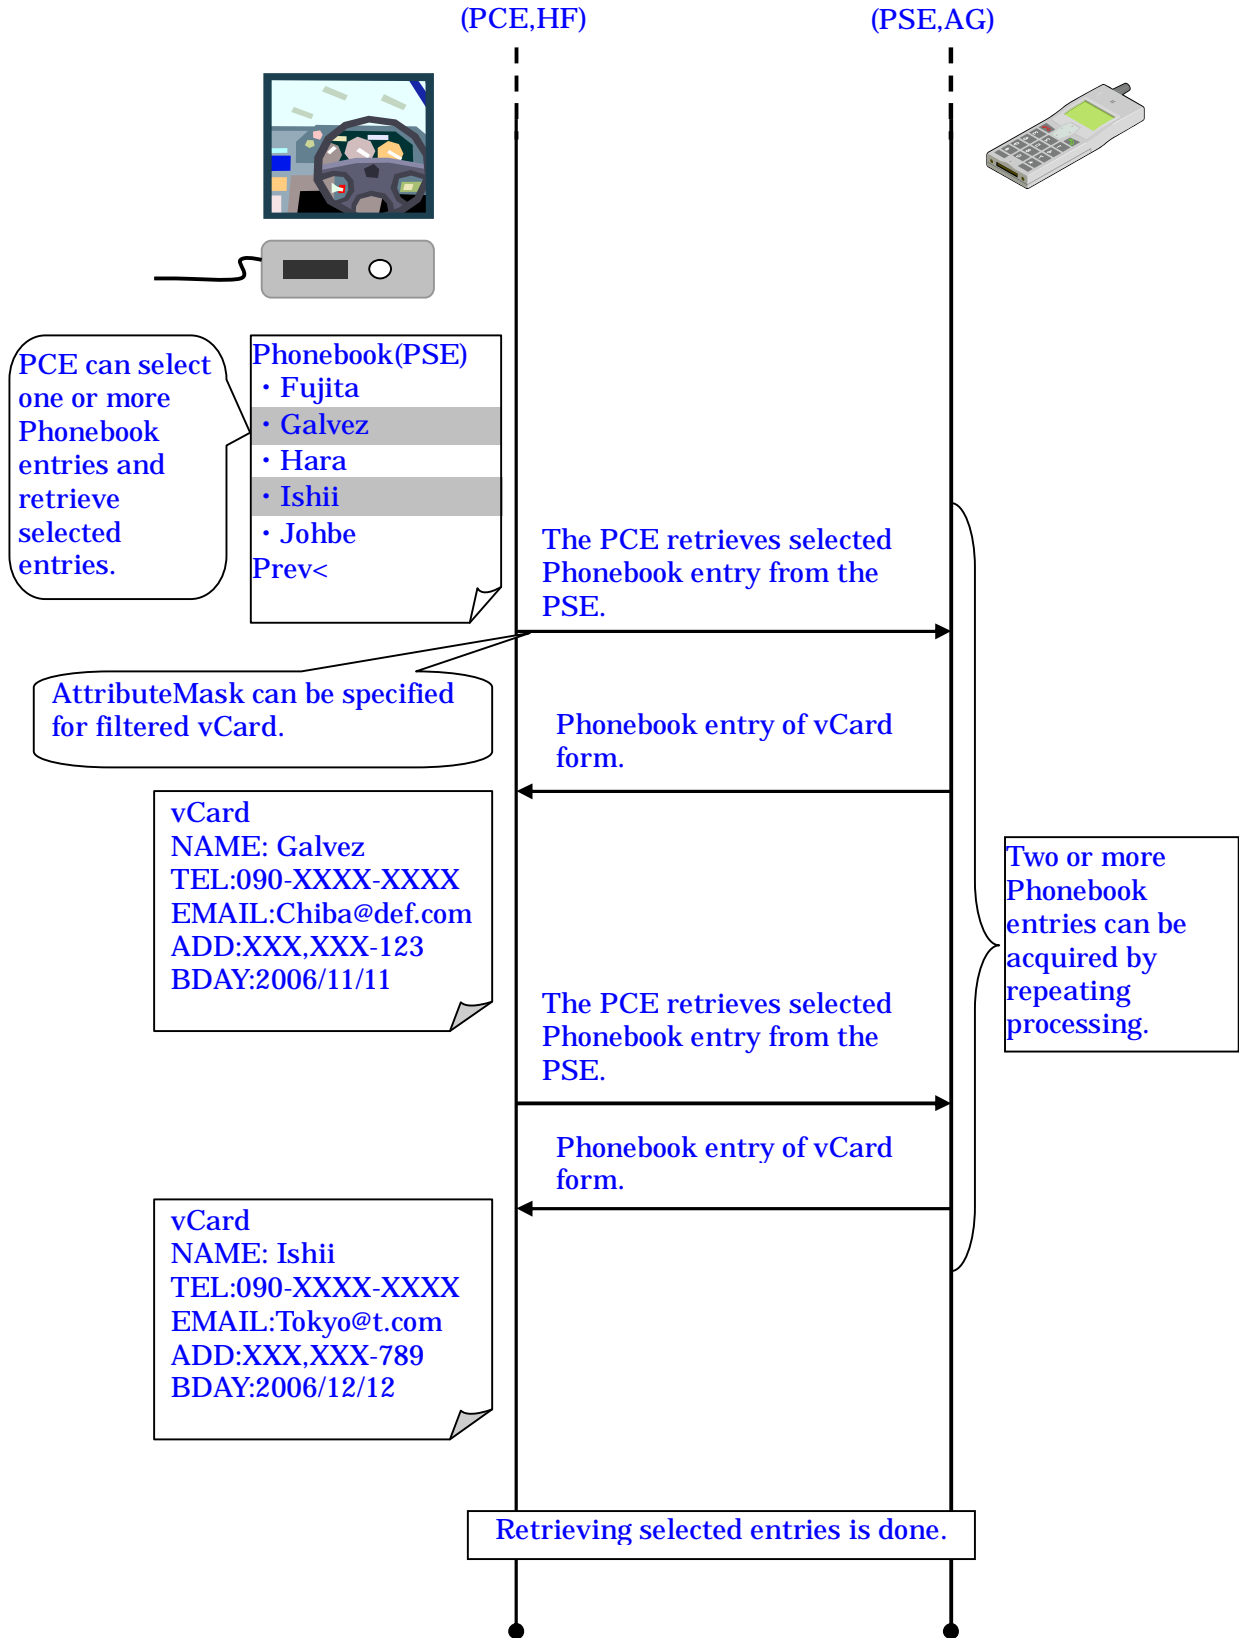 (PCE,HF)
(PSE,AG)
PCE can select
one or more
Phonebook
entries and
retrieve
selected
entries.
Phonebook(PSE)
・Fujita
・Galvez
・Hara
・Ishii
・Johbe
Prev<
The PCE retrieves selected
Phonebook entry from the
PSE.
AttributeMask can be specified
for filtered vCard.
Phonebook entry of vCard
form.
vCard
NAME: Galvez
TEL:090-XXXX-XXXX
EMAIL:Chiba@def.com
ADD:XXX,XXX-123
BDAY:2006/11/11
Two or more
Phonebook
entries can be
acquired by
repeating
processing.
The PCE retrieves selected
Phonebook entry from the
PSE.
Phonebook entry of vCard
form.
vCard
NAME: Ishii
TEL:090-XXXX-XXXX
EMAIL:Tokyo@t.com
ADD:XXX,XXX-789
BDAY:2006/12/12
Retrieving selected entries is done.